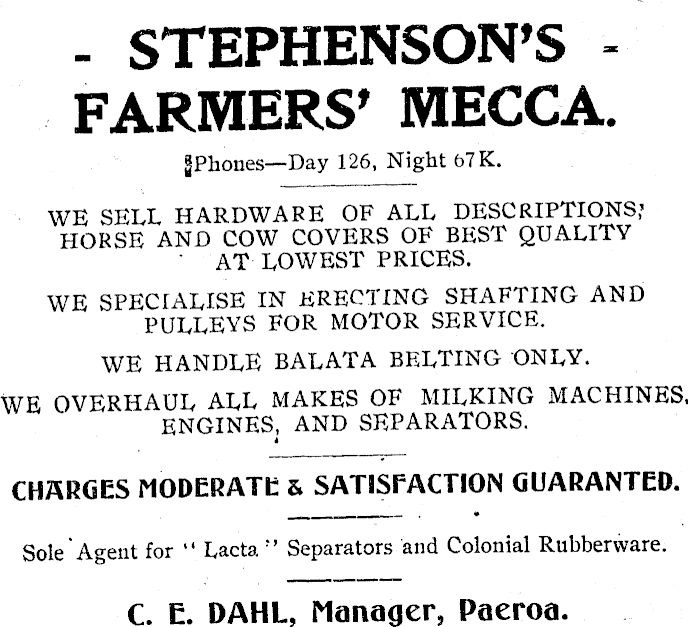 - STEPHENSON'S -
FARMERS' MECCA.
Phones—Day 126, Night 67K.
WE SELL HARDWARE OF ALL DESCRIPTIONS,
HORSE AND COW COVERS OF BEST QUALITY
AT LOWEST PRICES.
WE SPECIALISE IN ERECTING SHAFTING AND
PULLEYS FOR MOTOR SERVICE.
WE HANDLE BALATA BELTING ONLY.
WE OVERHAUL ALL MAKES OF MILKING MACHINES,
ENGINES, AND SEPARATORS.
CHARGES MODERATE & SATISFACTION GUARANTED.
Sole Agent for "Lacta" Separators and Colonial Rubberware.
C. E. DAHL, Manager, Paeroa.